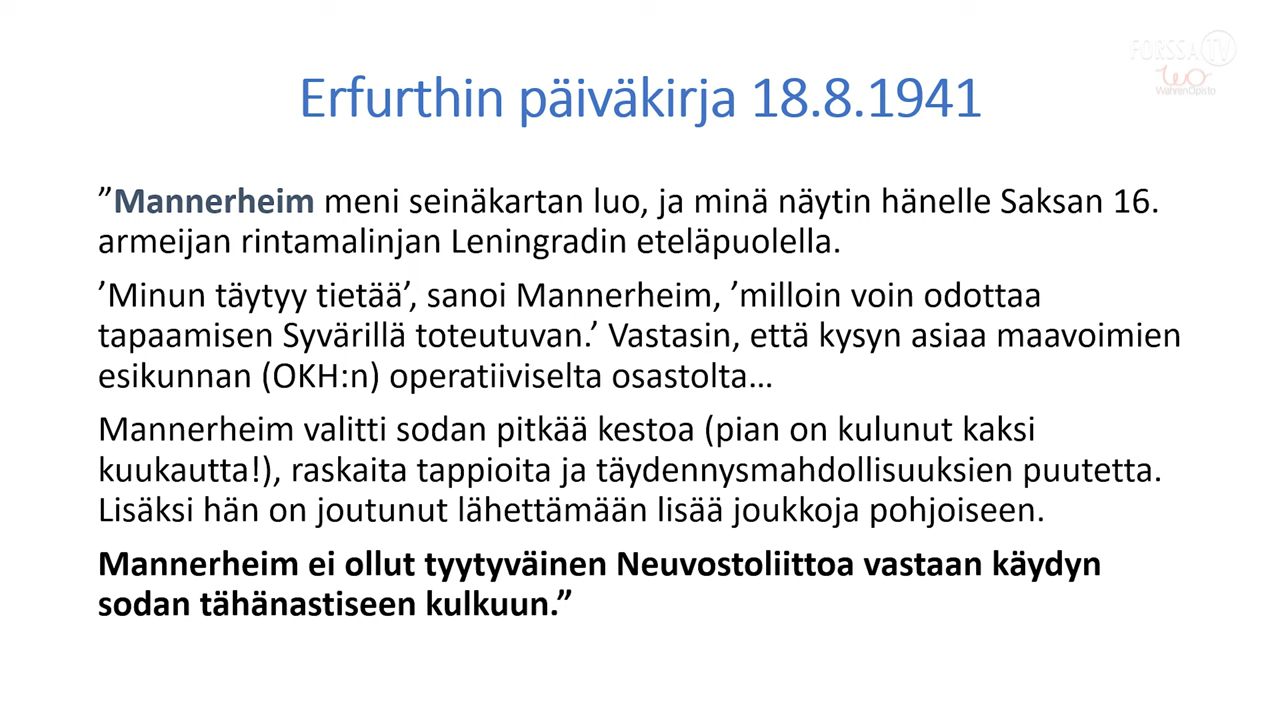 FORSSA TV
leo
WahrenOpisto
Erfurthin päiväkirja 18.8.1941
”Mannerheim meni seinäkartan luo, ja minä näytin hänelle Saksan 16.
armeijan rintamalinjan Leningradin eteläpuolella.
’Minun täytyy tietää’, sanoi Mannerheim, ’milloin voin odottaa
tapaamisen Syvärillä toteutuvan.’ Vastasin, että kysyn asiaa maavoimien
esikunnan (OKH:n) operatiiviselta osastolta…
Mannerheim valitti sodan pitkää kestoa (pian on kulunut kaksi
kuukautta!), raskaita tappioita ja täydennysmahdollisuuksien puutetta.
Lisäksi hän on joutunut lähettämään lisää joukkoja pohjoiseen.
Mannerheim ei ollut tyytyväinen Neuvostoliittoa vastaan käydyn
sodan tähänastiseen kulkuun.”